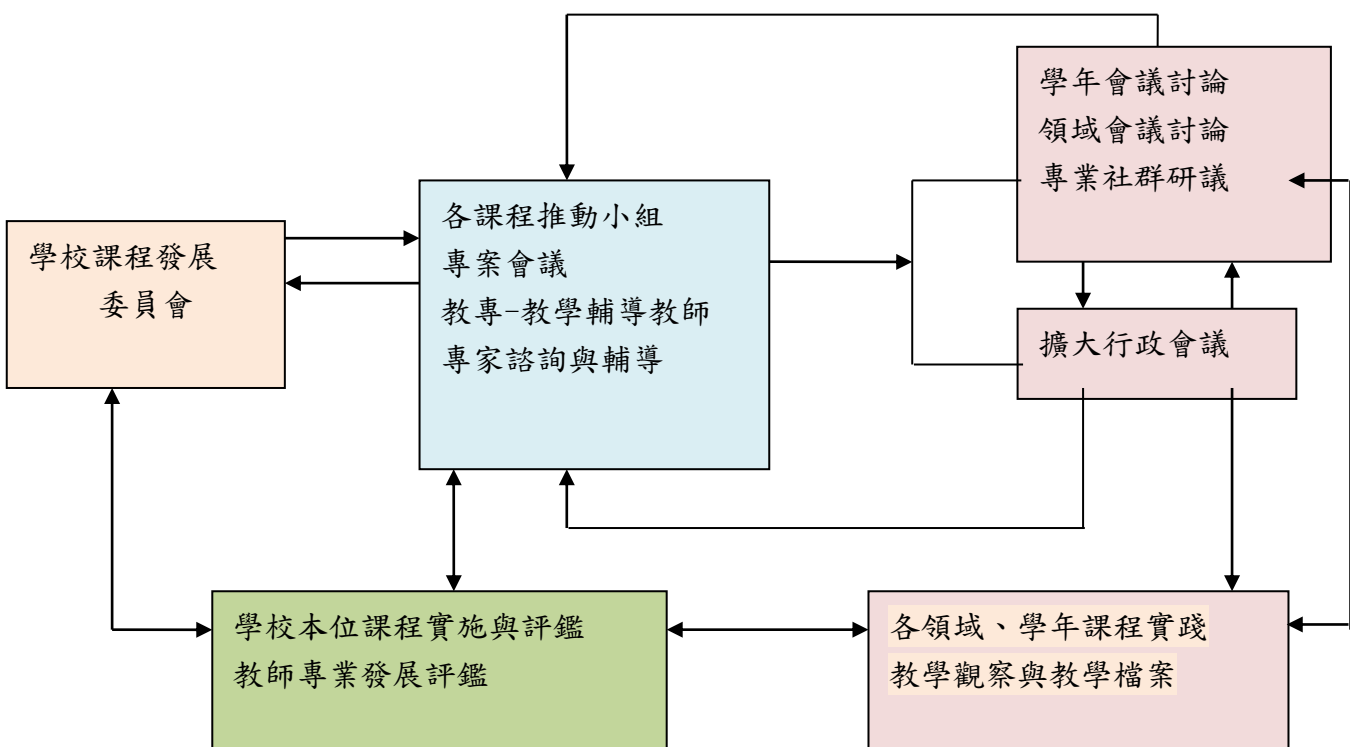 學年會議討論
領域會議討論
專業社群研議
各課程推動小組
專案會議
教專-教學輔導教師
專家諮詢與輔導
學校課程發展
委員會
擴大行政會議
學校本位課程實施與評鑑
教師專業發展評鑑
各領域、學年課程實踐
教學觀察與教學檔案